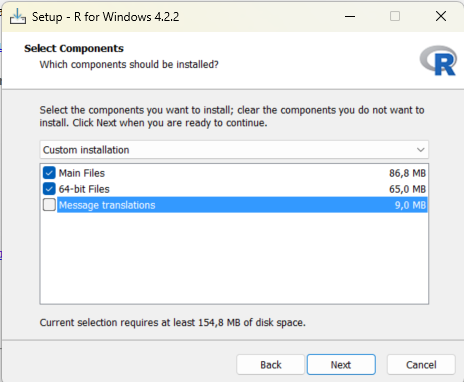 Setup - R for Windows 4.2.2
Select Components
Which components should be installed?
R
Select the components you want to install; clear the components you do not want to
install. Click Next when you are ready to continue.
Custom installation
Main Files 86,8 MB
64-bit Files 65,0 MB
Message translations 9,0 MB
Current selection requires at least 154,8 MB of disk space.
Back Next Cancel